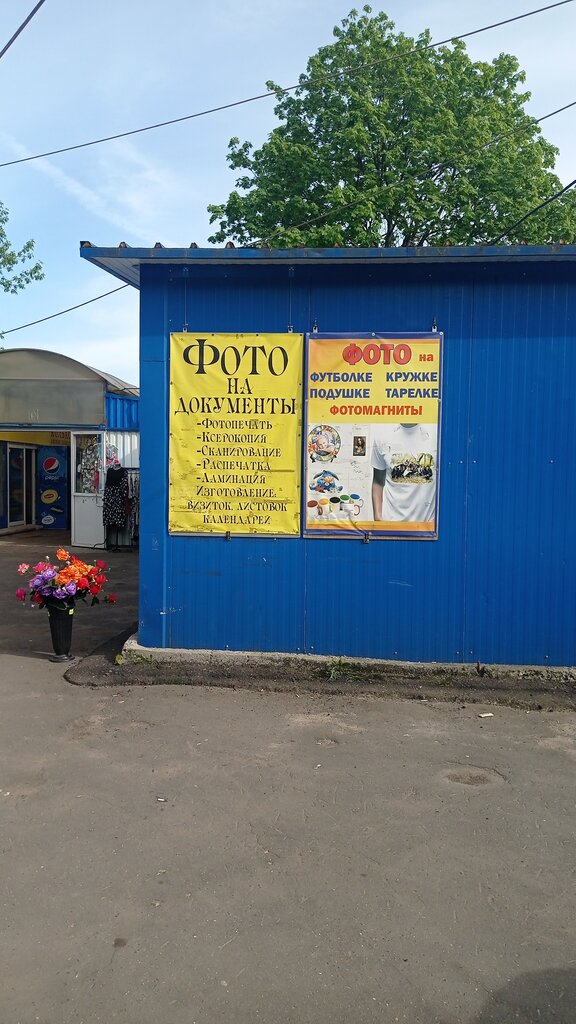 ФОТО
НА
ДОКУМЕНТЫ
-ФОТОПЕЧАТЬ
-КСЕРОКОПИЯ
-СКАНИРОВАНИЕ
-РАСПЕЧАТКА
-ЛАМИНАЦИЯ
ИЗГОТОВЛЕНИЕ:
ВИЗИТОК, ЛИСТОВОК
КАЛЕНДАРЕЙ
ФОТО на
ФУТБОЛКЕ КРУЖКЕ
ПОДУШКЕ ТАРЕЛКЕ
ФОТОМАГНИТЫ
pepsi